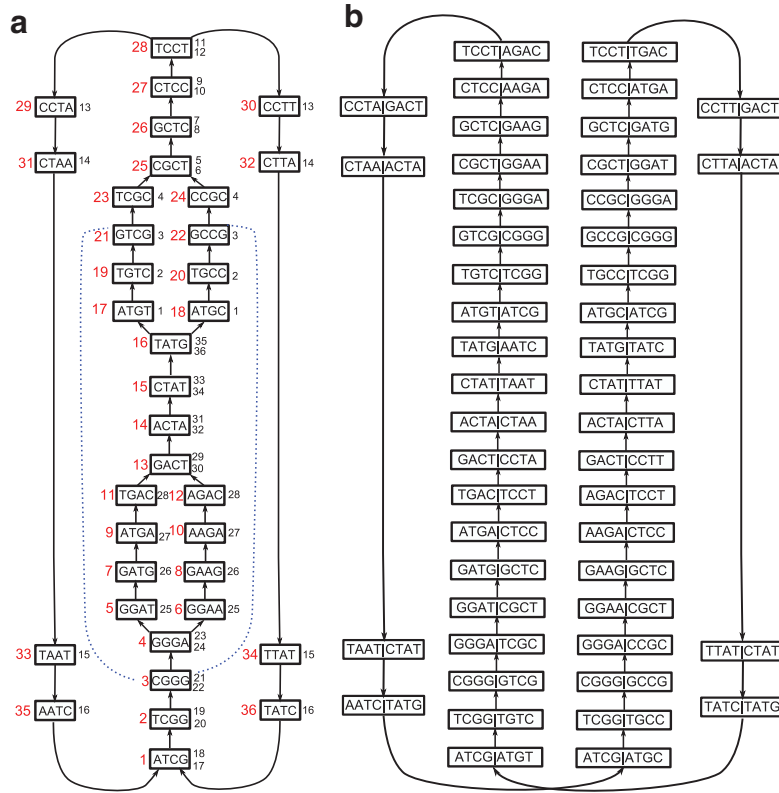 a
28 TCCT 11
12
27 CTCC 9
10
29 CCTA 13
30 CCTT 13
26 GCTC 7
8
31 CTAA 14
25 CGCT 5
6
32 CTTA 14
23 TCGC 4
24 CCGC 4
21 GTCG 3
22 GCCG 3
19 TGTC 2
20 TGCC 2
17 ATGT 1
18 ATGC 1
16 TATG 35
36
15 CTAT 33
34
14 ACTA 31
32
13 GACT 29
30
11 TGAC 28
12 AGAC 28
9 ATGA 27
10 AAGA 27
7 GATG 26
8 GAAG 26
5 GGAT 25
6 GGAA 25
4 GGGA 23
24
33 TAAT 15
34 TTAT 15
3 CGGG 21
22
35 AATC 16
2 TCGG 19
20
36 TATC 16
1 ATCG 18
17
b
TCCT|AGAC
TCCT|TGAC
CTCC|AAGA
CTCC|ATGA
CCTA|GACT
CCTT|GACT
GCTC|GAAG
GCTC|GATG
CTAA|ACTA
CGCT|GGAA
CGCT|GGAT
CTTA|ACTA
TCGC|GGGA
CCGC|GGGA
GTCG|CGGG
GCCG|CGGG
TGTC|TCGG
TGCC|TCGG
ATGT|ATCG
ATGC|ATCG
TATG|AATC
TATG|TATC
CTAT|TAAT
CTAT|TTAT
ACTA|CTAA
ACTA|CTTA
GACT|CCTA
GACT|CCTT
TGAC|TCCT
AGAC|TCCT
ATGA|CTCC
AAGA|CTCC
GATG|GCTC
GAAG|GCTC
GGAT|CGCT
GGAA|CGCT
TAAT|CTAT
GGGA|TCGC
GGGA|CCGC
TTAT|CTAT
CGGG|GTCG
CGGG|GCCG
AATC|TATG
TATC|TATG
TCGG|TGTC
TCGG|TGCC
ATCG|ATGT
ATCG|ATGC